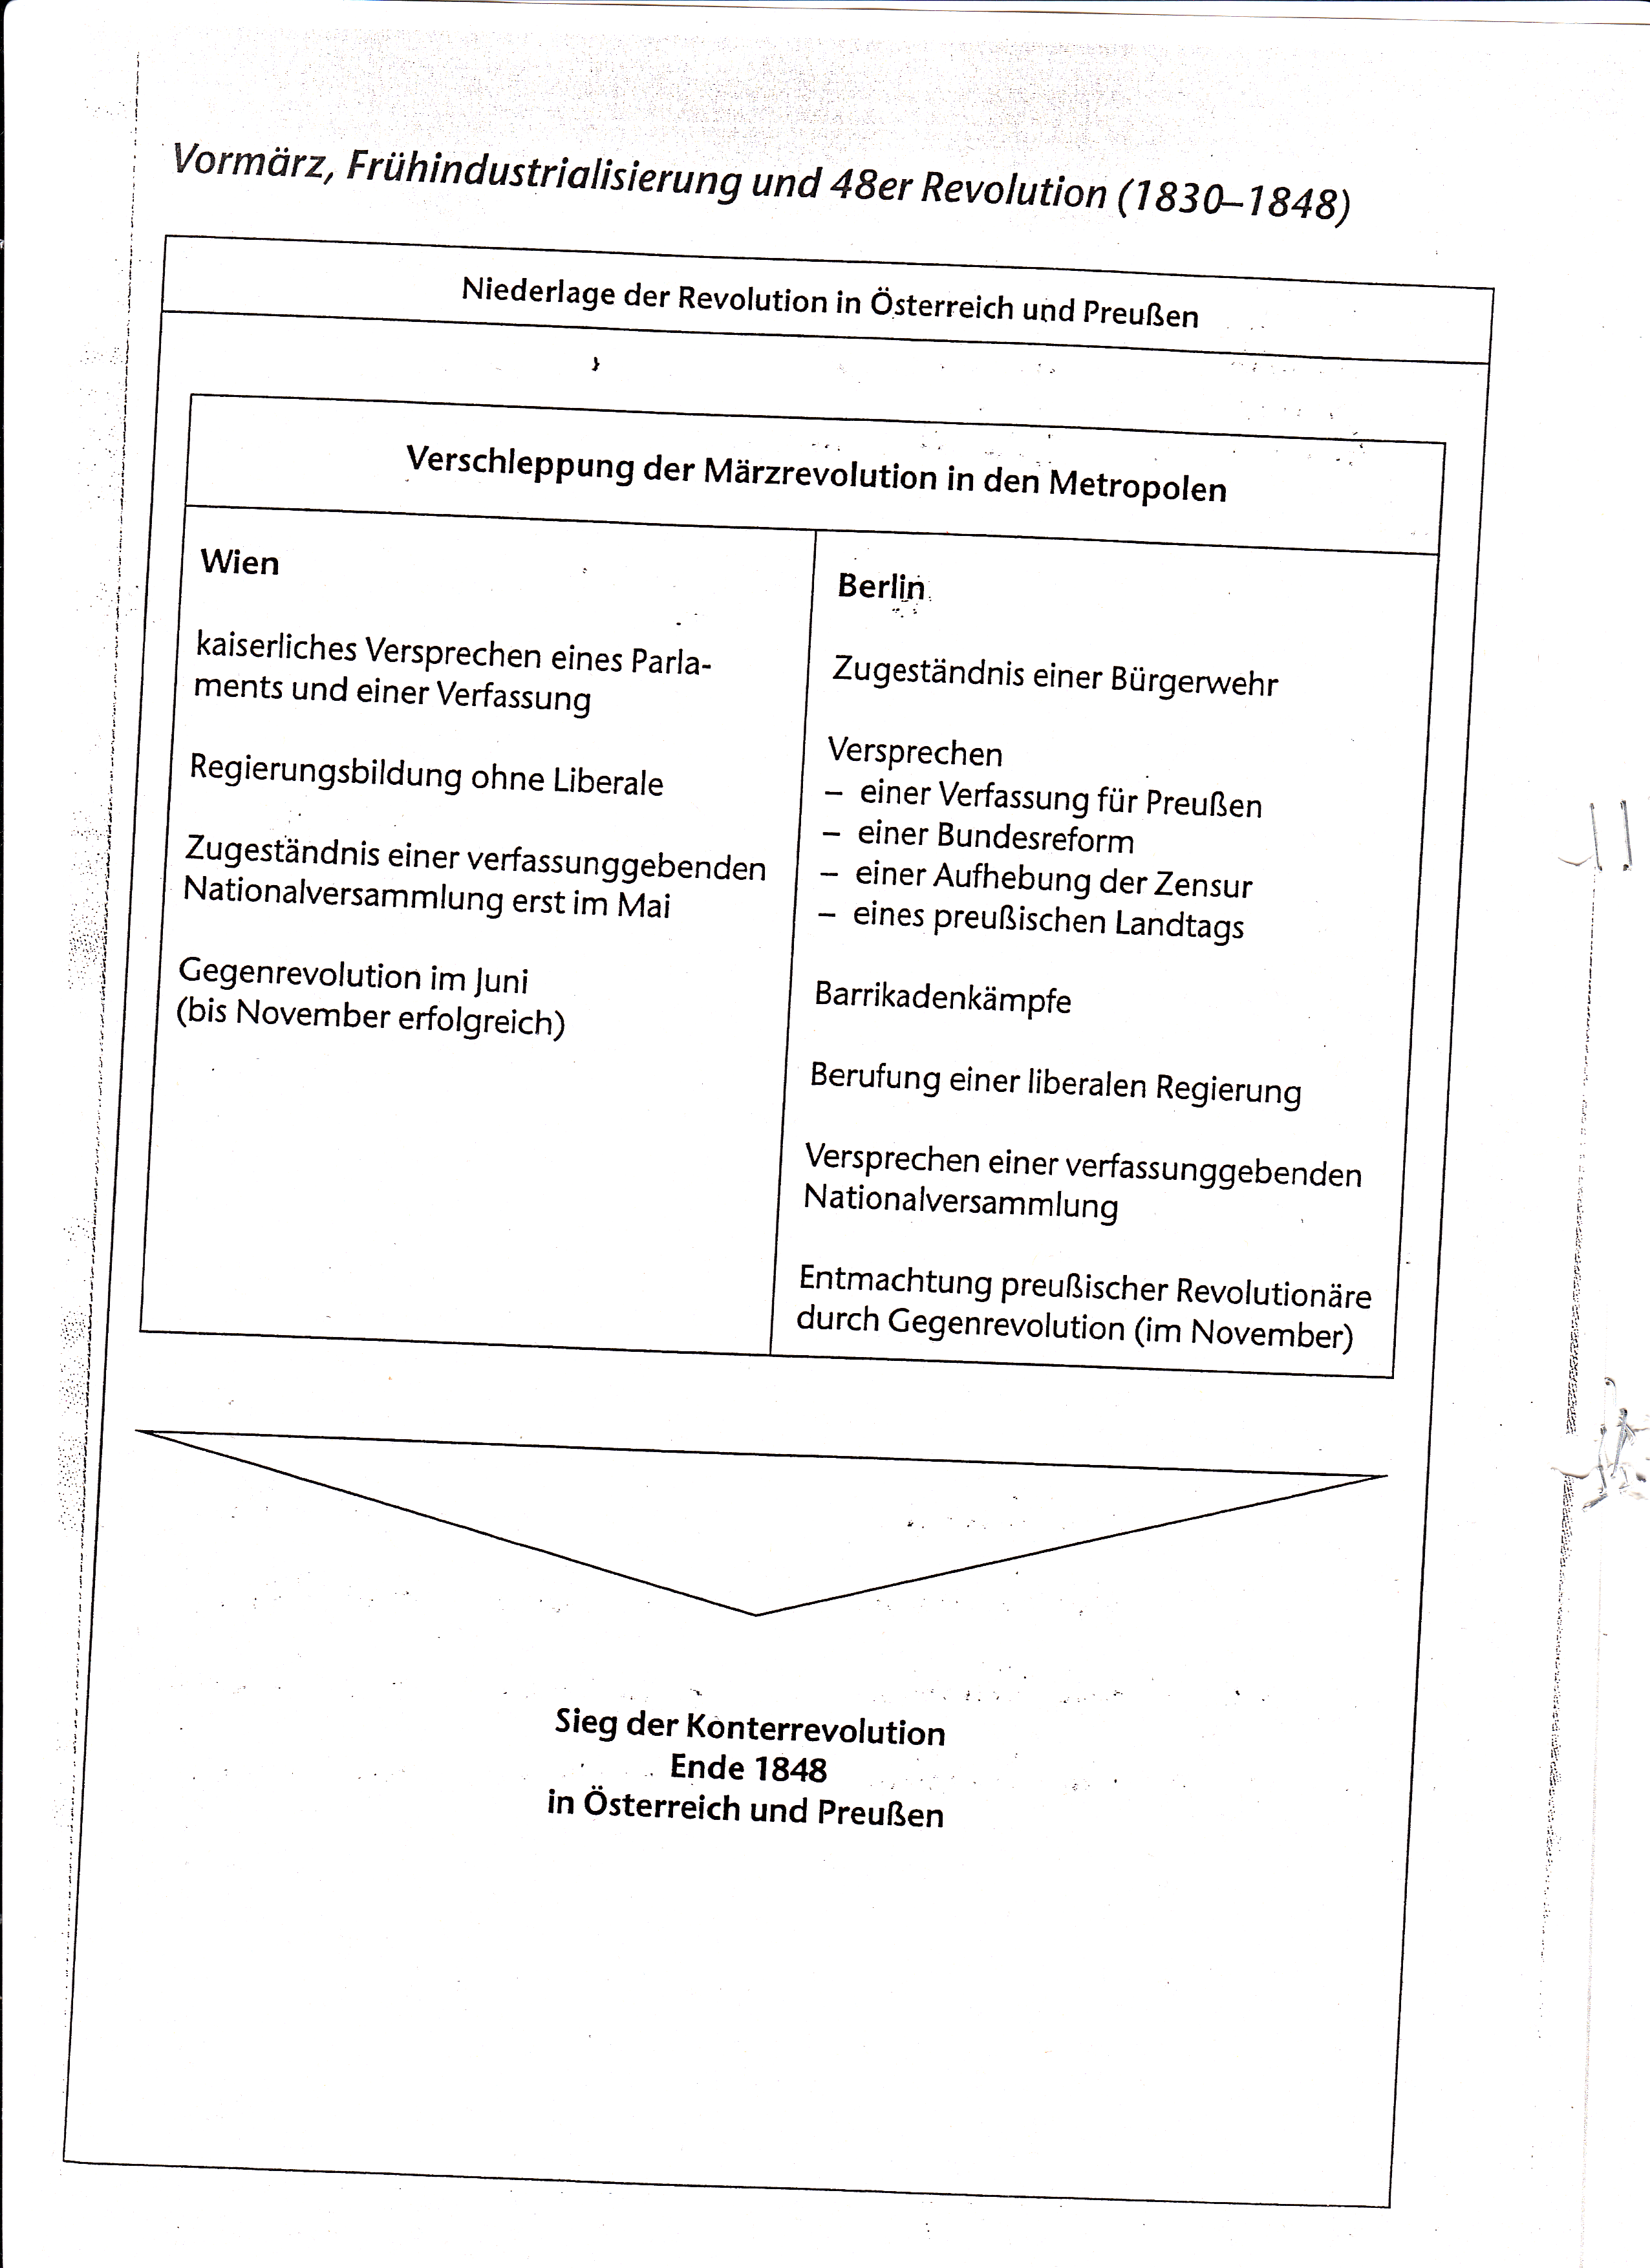 Vormärz, Frühindustrialisierung und 48er Revolution (1830–1848)
Niederlage der Revolution in Österreich und Preußen
Verschleppung der Märzrevolution in den Metropolen
Wien
kaiserliches Versprechen eines Parla-
ments und einer Verfassung
Regierungsbildung ohne Liberale
Zugeständnis einer verfassunggebenden
Nationalversammlung erst im Mai
Gegenrevolution im Juni
(bis November erfolgreich)
Berlin
Zugeständnis einer Bürgerwehr
Versprechen
– einer Verfassung für Preußen
– einer Bundesreform
– einer Aufhebung der Zensur
– eines preußischen Landtags
Barrikadenkämpfe
Berufung einer liberalen Regierung
Versprechen einer verfassunggebenden
Nationalversammlung
Entmachtung preußischer Revolutionäre
durch Gegenrevolution (im November)
Sieg der Konterrevolution
Ende 1848
in Österreich und Preußen